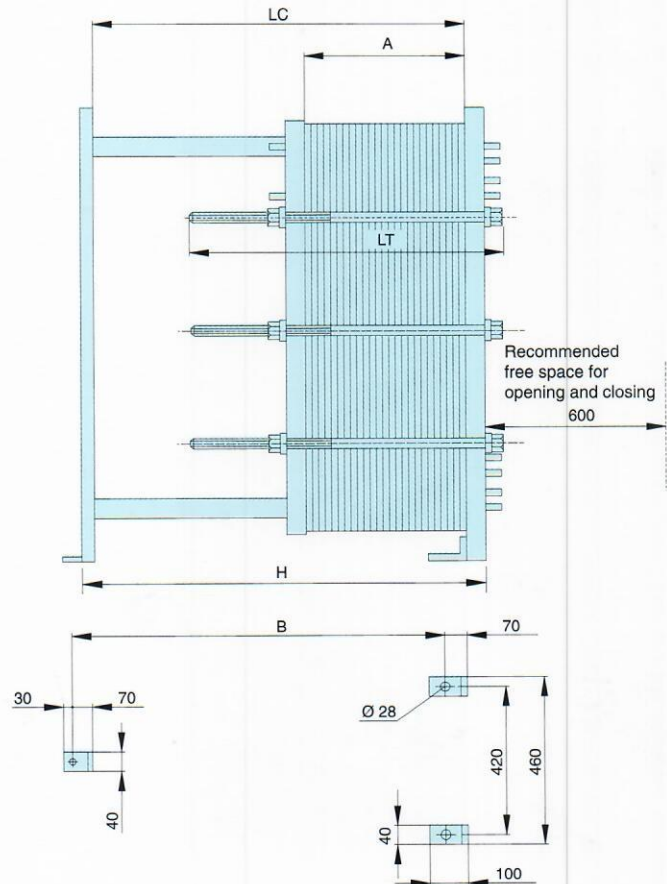 LC
A
LT
Recommended
free space for
opening and closing
600
H
B
70
30
70
Ø 28
40
420
460
40
100